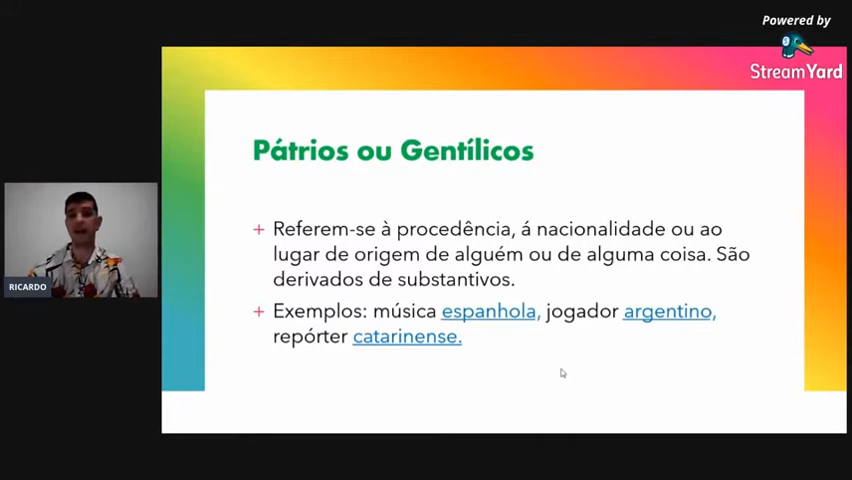 Powered by
StreamYard
Pátrios ou Gentílicos
+ Referem-se à procedência, á nacionalidade ou ao
lugar de origem de alguém ou de alguma coisa. São
derivados de substantivos.
+ Exemplos: música espanhola, jogador argentino,
repórter catarinense.
RICARDO